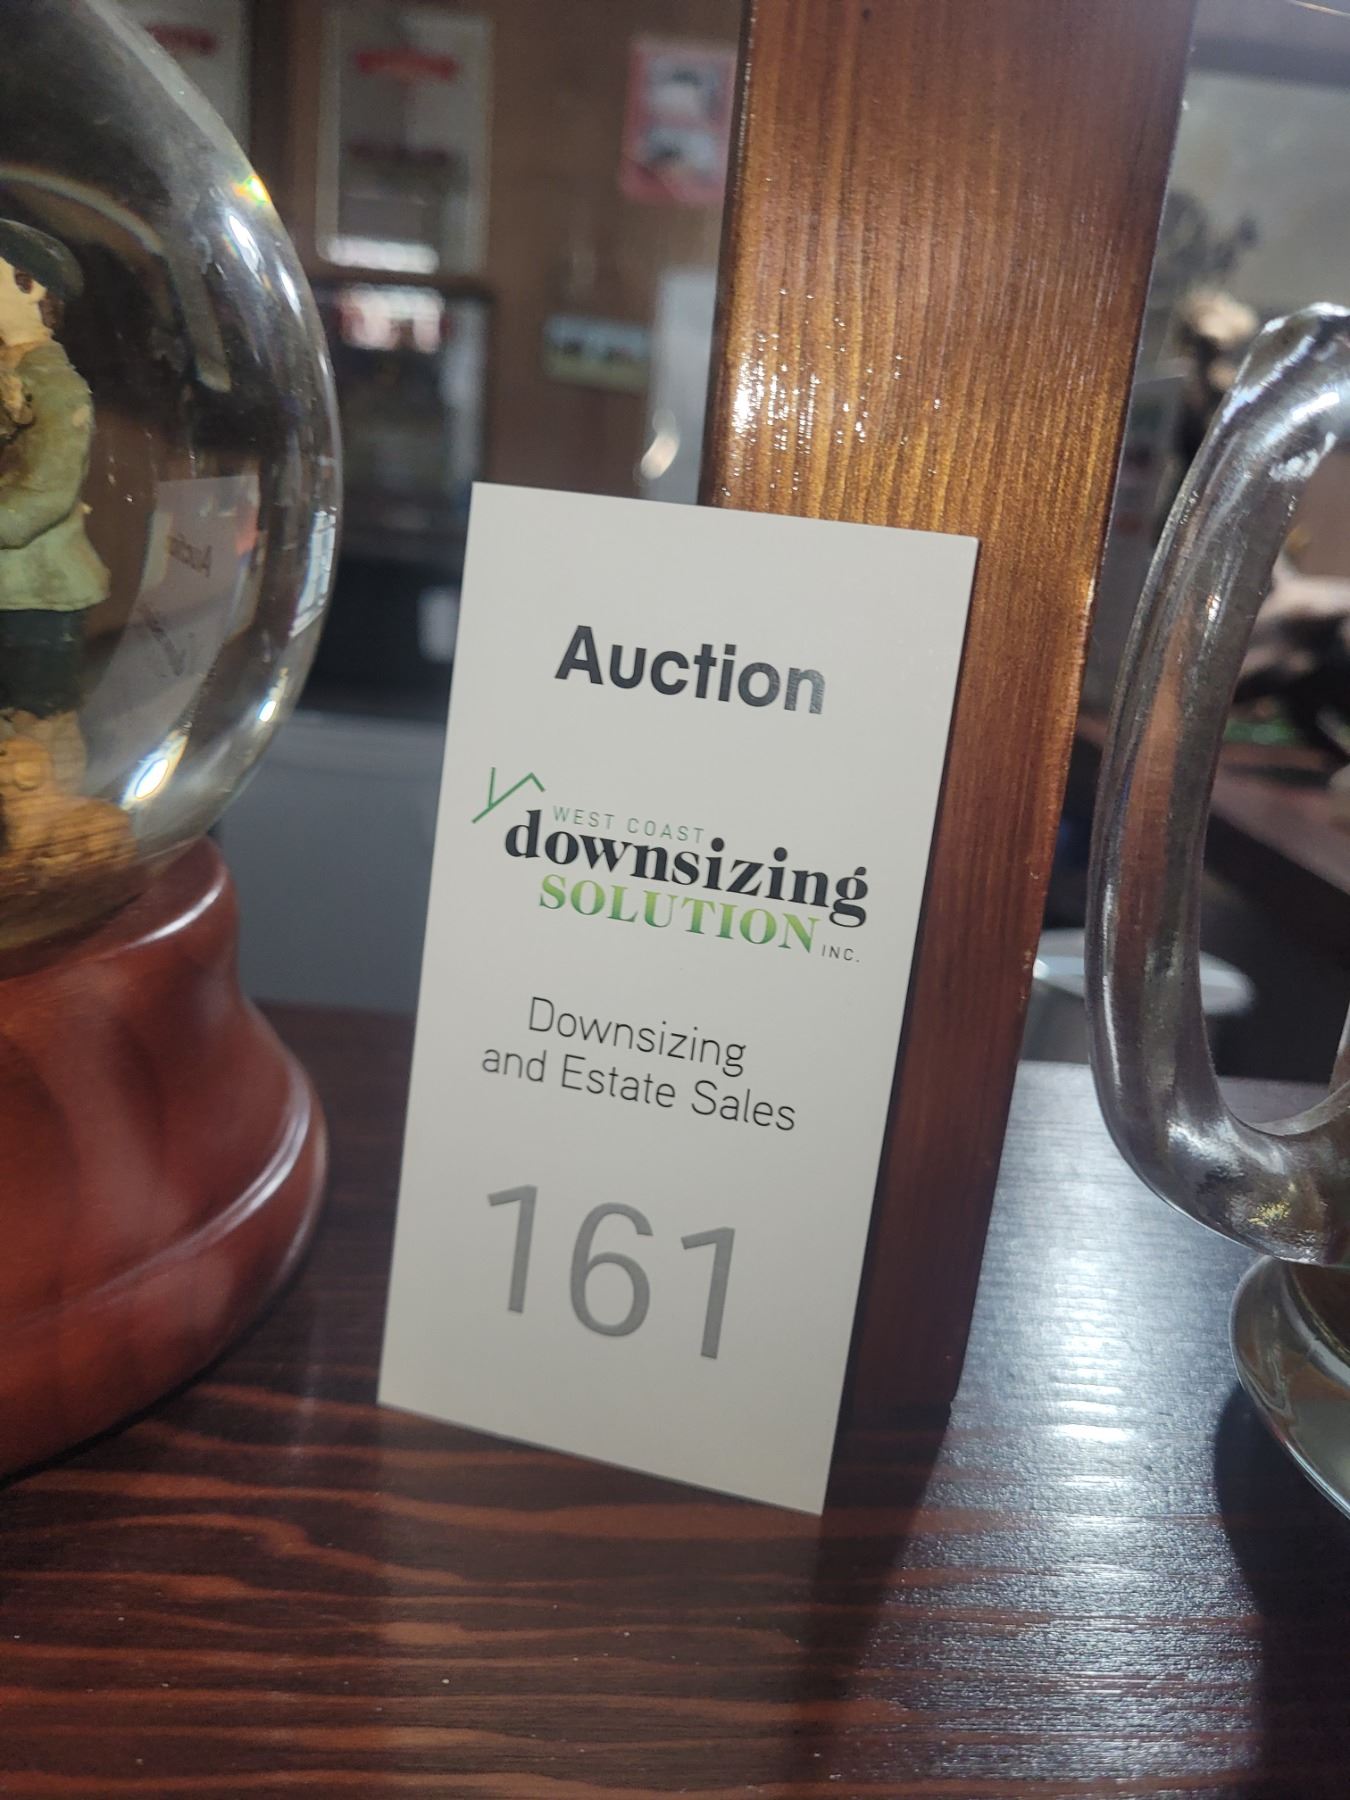 Auction
WEST COAST
downsizing
SOLUTION INC.
Downsizing
and Estate Sales
161